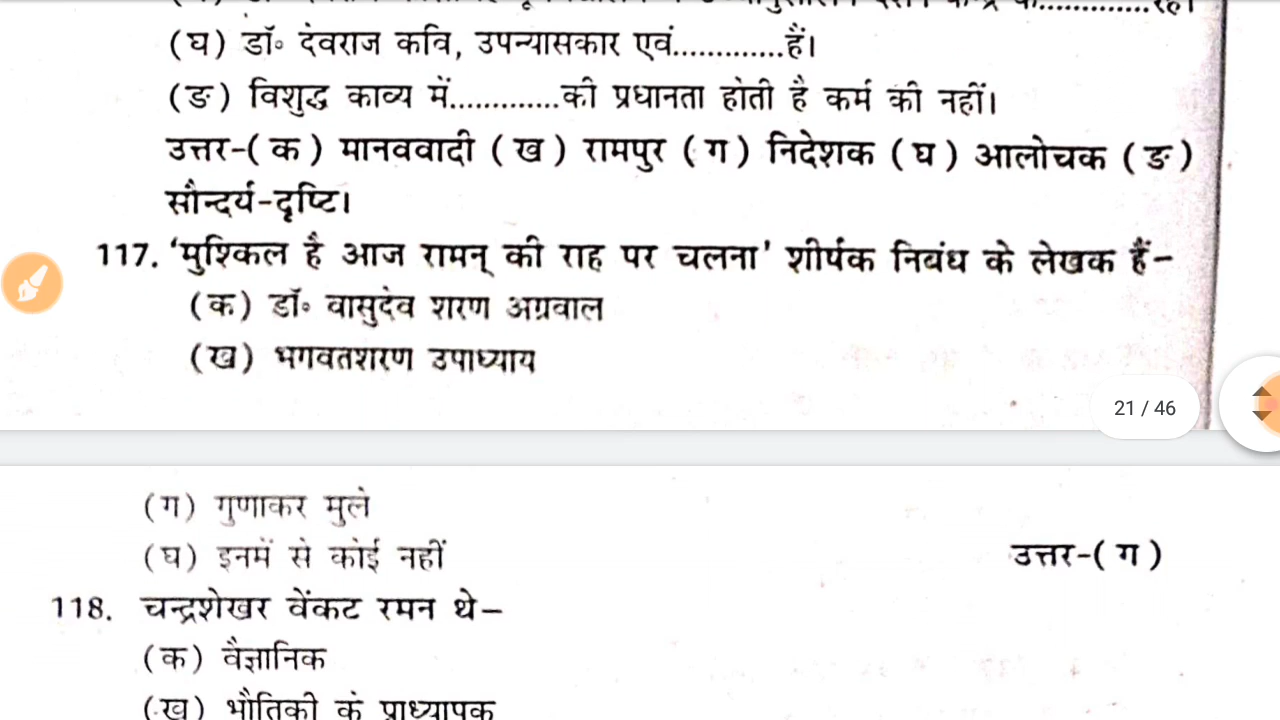 (घ) डॉ॰ देवराज कवि, उपन्यासकार एवं.............हैं।
(ङ) विशुद्ध काव्य में.............की प्रधानता होती है कर्म की नहीं।
उत्तर-(क) मानववादी (ख) रामपुर (ग) निदेशक (घ) आलोचक (ङ)
सौन्दर्य-दृष्टि।
117. 'मुश्किल है आज रामन् की राह पर चलना' शीर्षक निबंध के लेखक हैं-
(क) डॉ॰ वासुदेव शरण अग्रवाल
(ख) भगवतशरण उपाध्याय
21 / 46
(ग) गुणाकर मुले
(घ) इनमें से कोई नहीं उत्तर-(ग)
118. चन्द्रशेखर वेंकट रमन थे-
(क) वैज्ञानिक
(ख) भौतिकी के प्राध्यापक